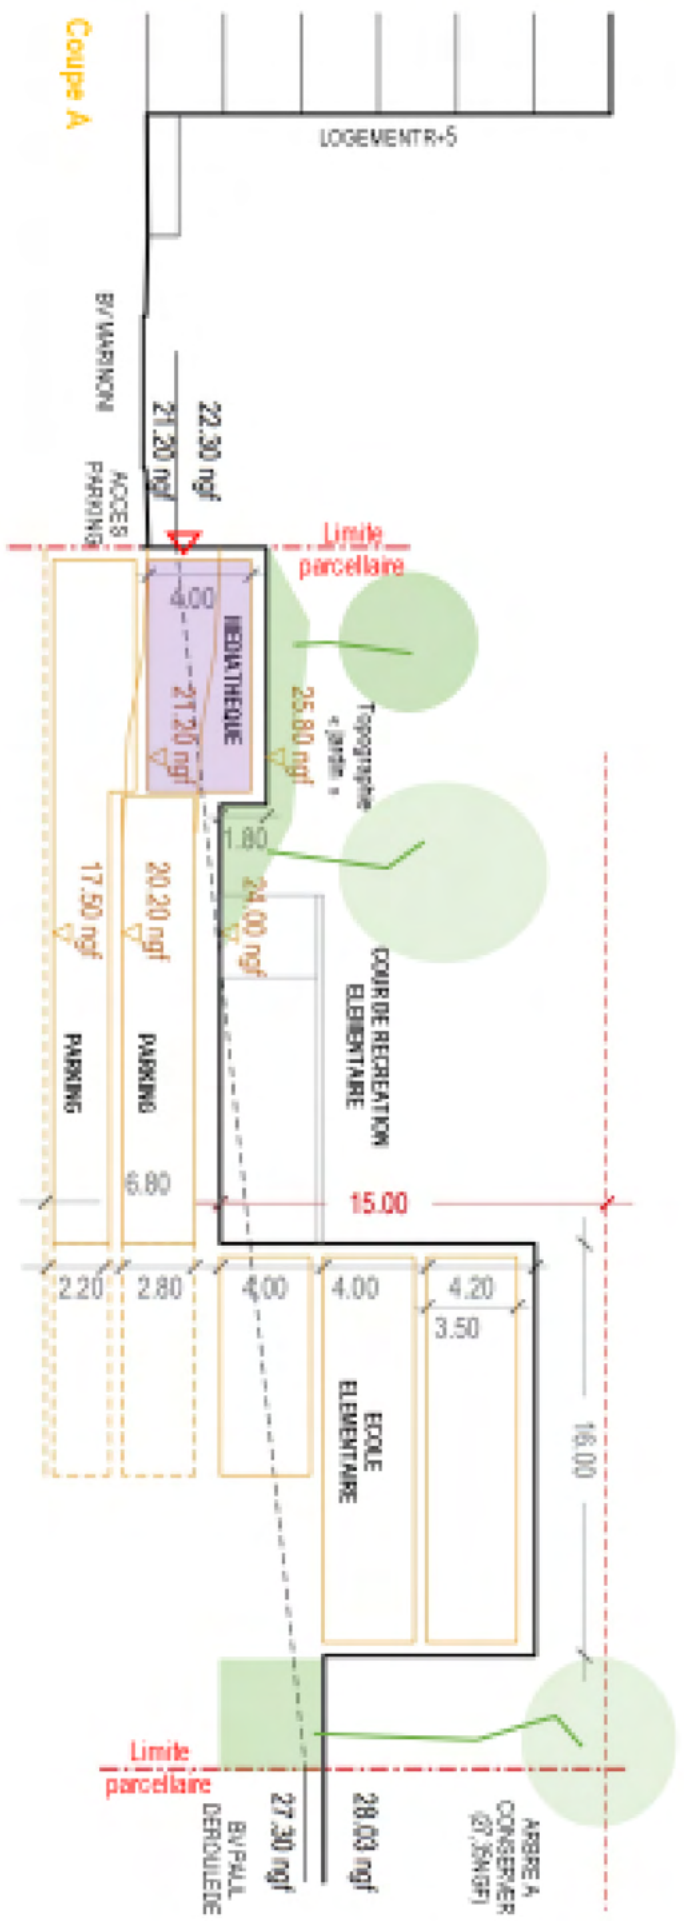 Coupe A
LOGEMENTR+5
BV MARINONI
22.30 ngf
21.20 ngf
ACCES
PARKING
Limite
parcellaire
4.00
MEDIATHEQUE
21.20 ngf
25.80 ngf
Topographie
« jardin »
1.80
24.00 ngf
20.20 ngf
17.50 ngf
COUR DE RECREATION
ELEMENTAIRE
PARKING
PARKING
6.80
15.00
2.20
2.80
4.00
4.00
4.20
3.50
16.00
ECOLE
ELEMENTAIRE
Limite
parcellaire
28.03 ngf
27.30 ngf
BV PAUL
DEROULEDE
ARBRE A
CONSERVER